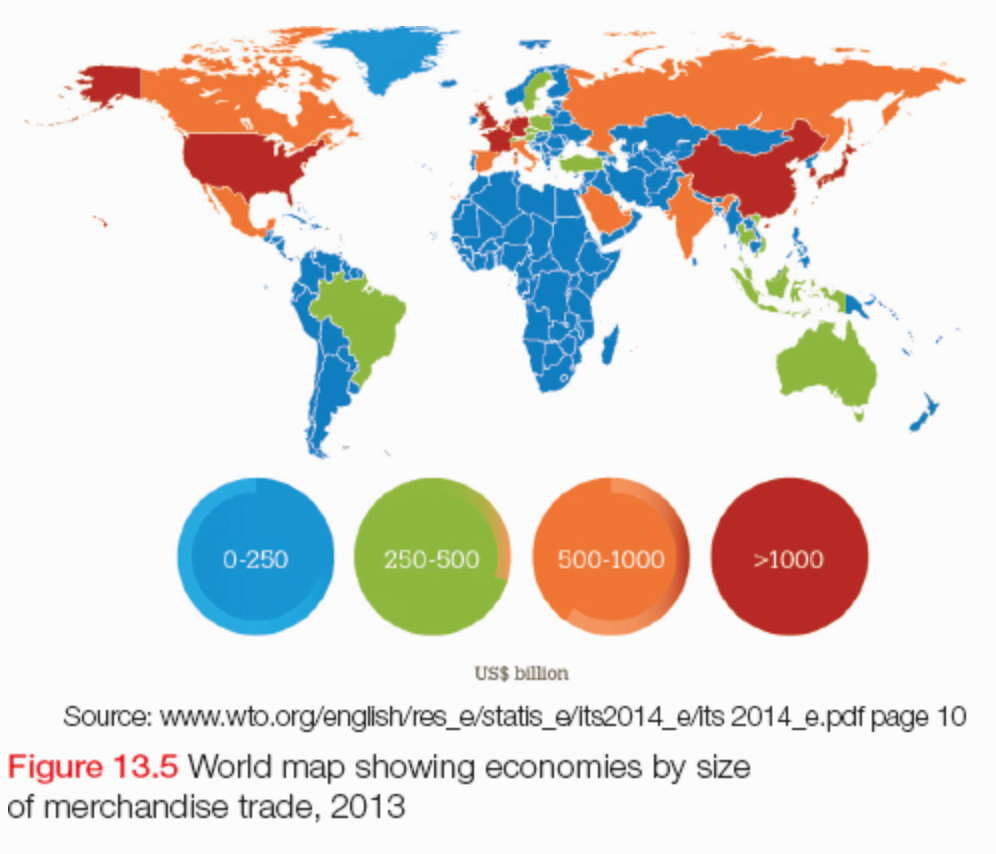 0-250
250-500
500-1000
>1000
US$ billion
Source: www.wto.org/english/res_e/statis_e/its2014_e/its 2014_e.pdf page 10
Figure 13.5 World map showing economies by size
of merchandise trade, 2013